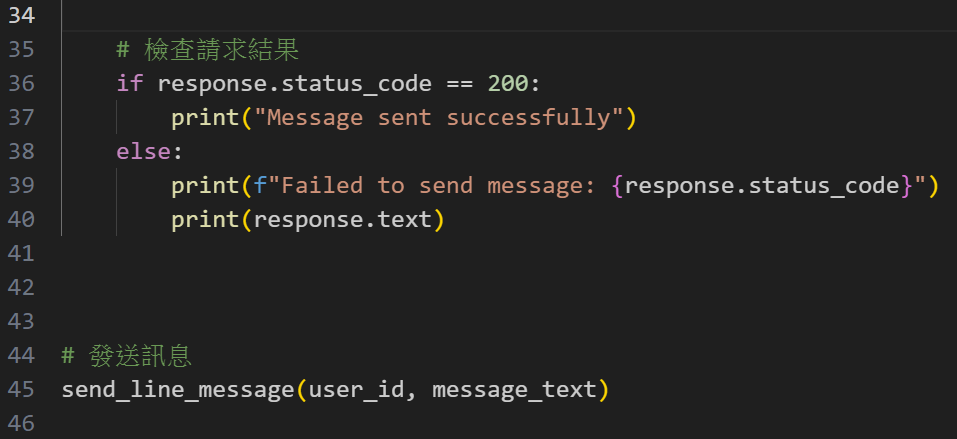 34
35 # 檢查請求結果
36 if response.status_code == 200:
37 print("Message sent successfully")
38 else:
39 print(f"Failed to send message: {response.status_code}")
40 print(response.text)
41
42
43
44 # 發送訊息
45 send_line_message(user_id, message_text)
46